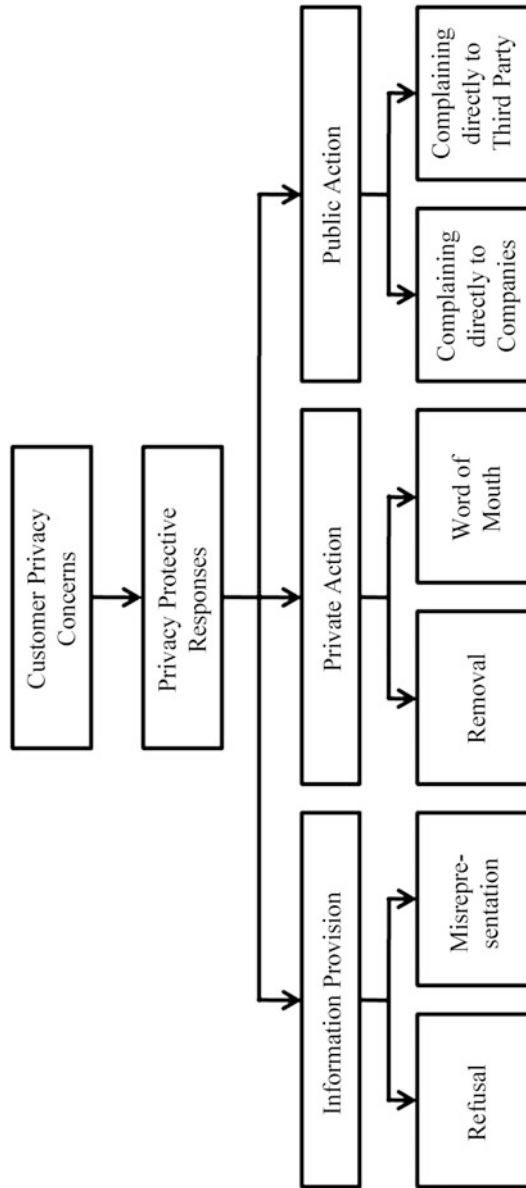 Customer Privacy
Concerns
Privacy Protective
Responses
Information Provision
Private Action
Public Action
Refusal
Misrepre-
sentation
Removal
Word of
Mouth
Complaining
directly to
Companies
Complaining
directly to
Third Party